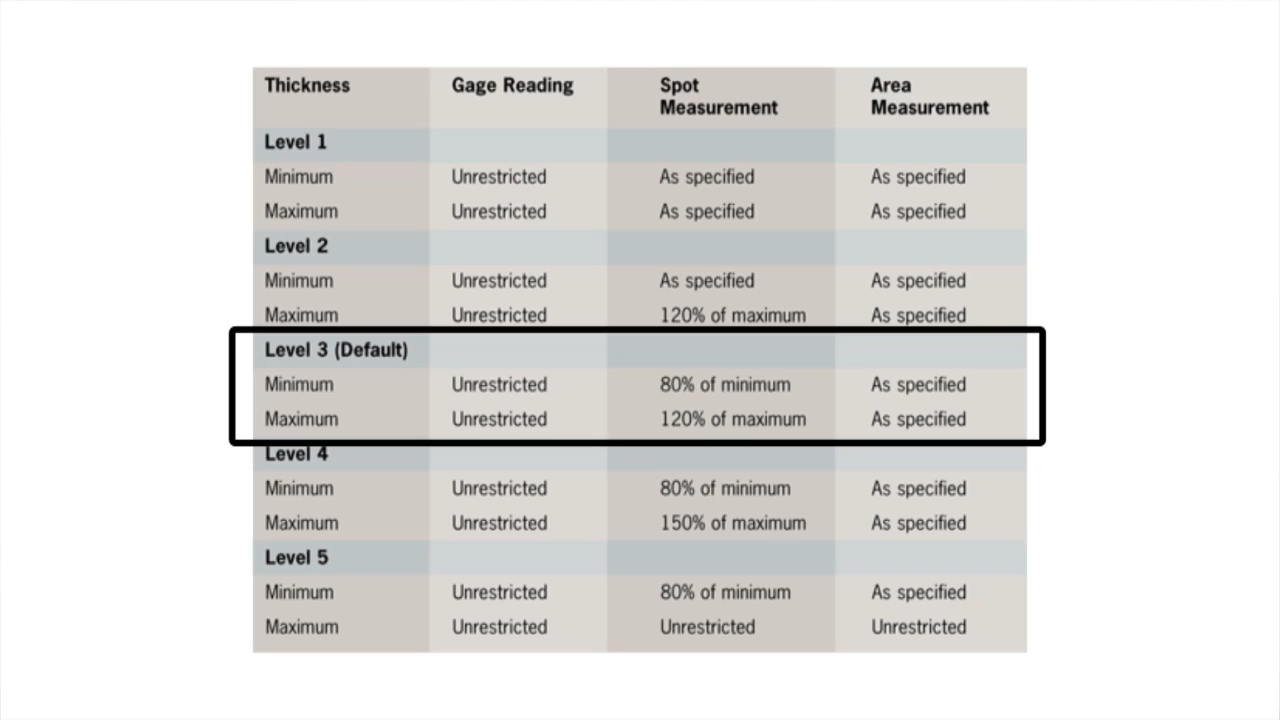 Thickness Gage Reading Spot Measurement Area Measurement
Level 1
Minimum Unrestricted As specified As specified
Maximum Unrestricted As specified As specified
Level 2
Minimum Unrestricted As specified As specified
Maximum Unrestricted 120% of maximum As specified
Level 3 (Default)
Minimum Unrestricted 80% of minimum As specified
Maximum Unrestricted 120% of maximum As specified
Level 4
Minimum Unrestricted 80% of minimum As specified
Maximum Unrestricted 150% of maximum As specified
Level 5
Minimum Unrestricted 80% of minimum As specified
Maximum Unrestricted Unrestricted Unrestricted